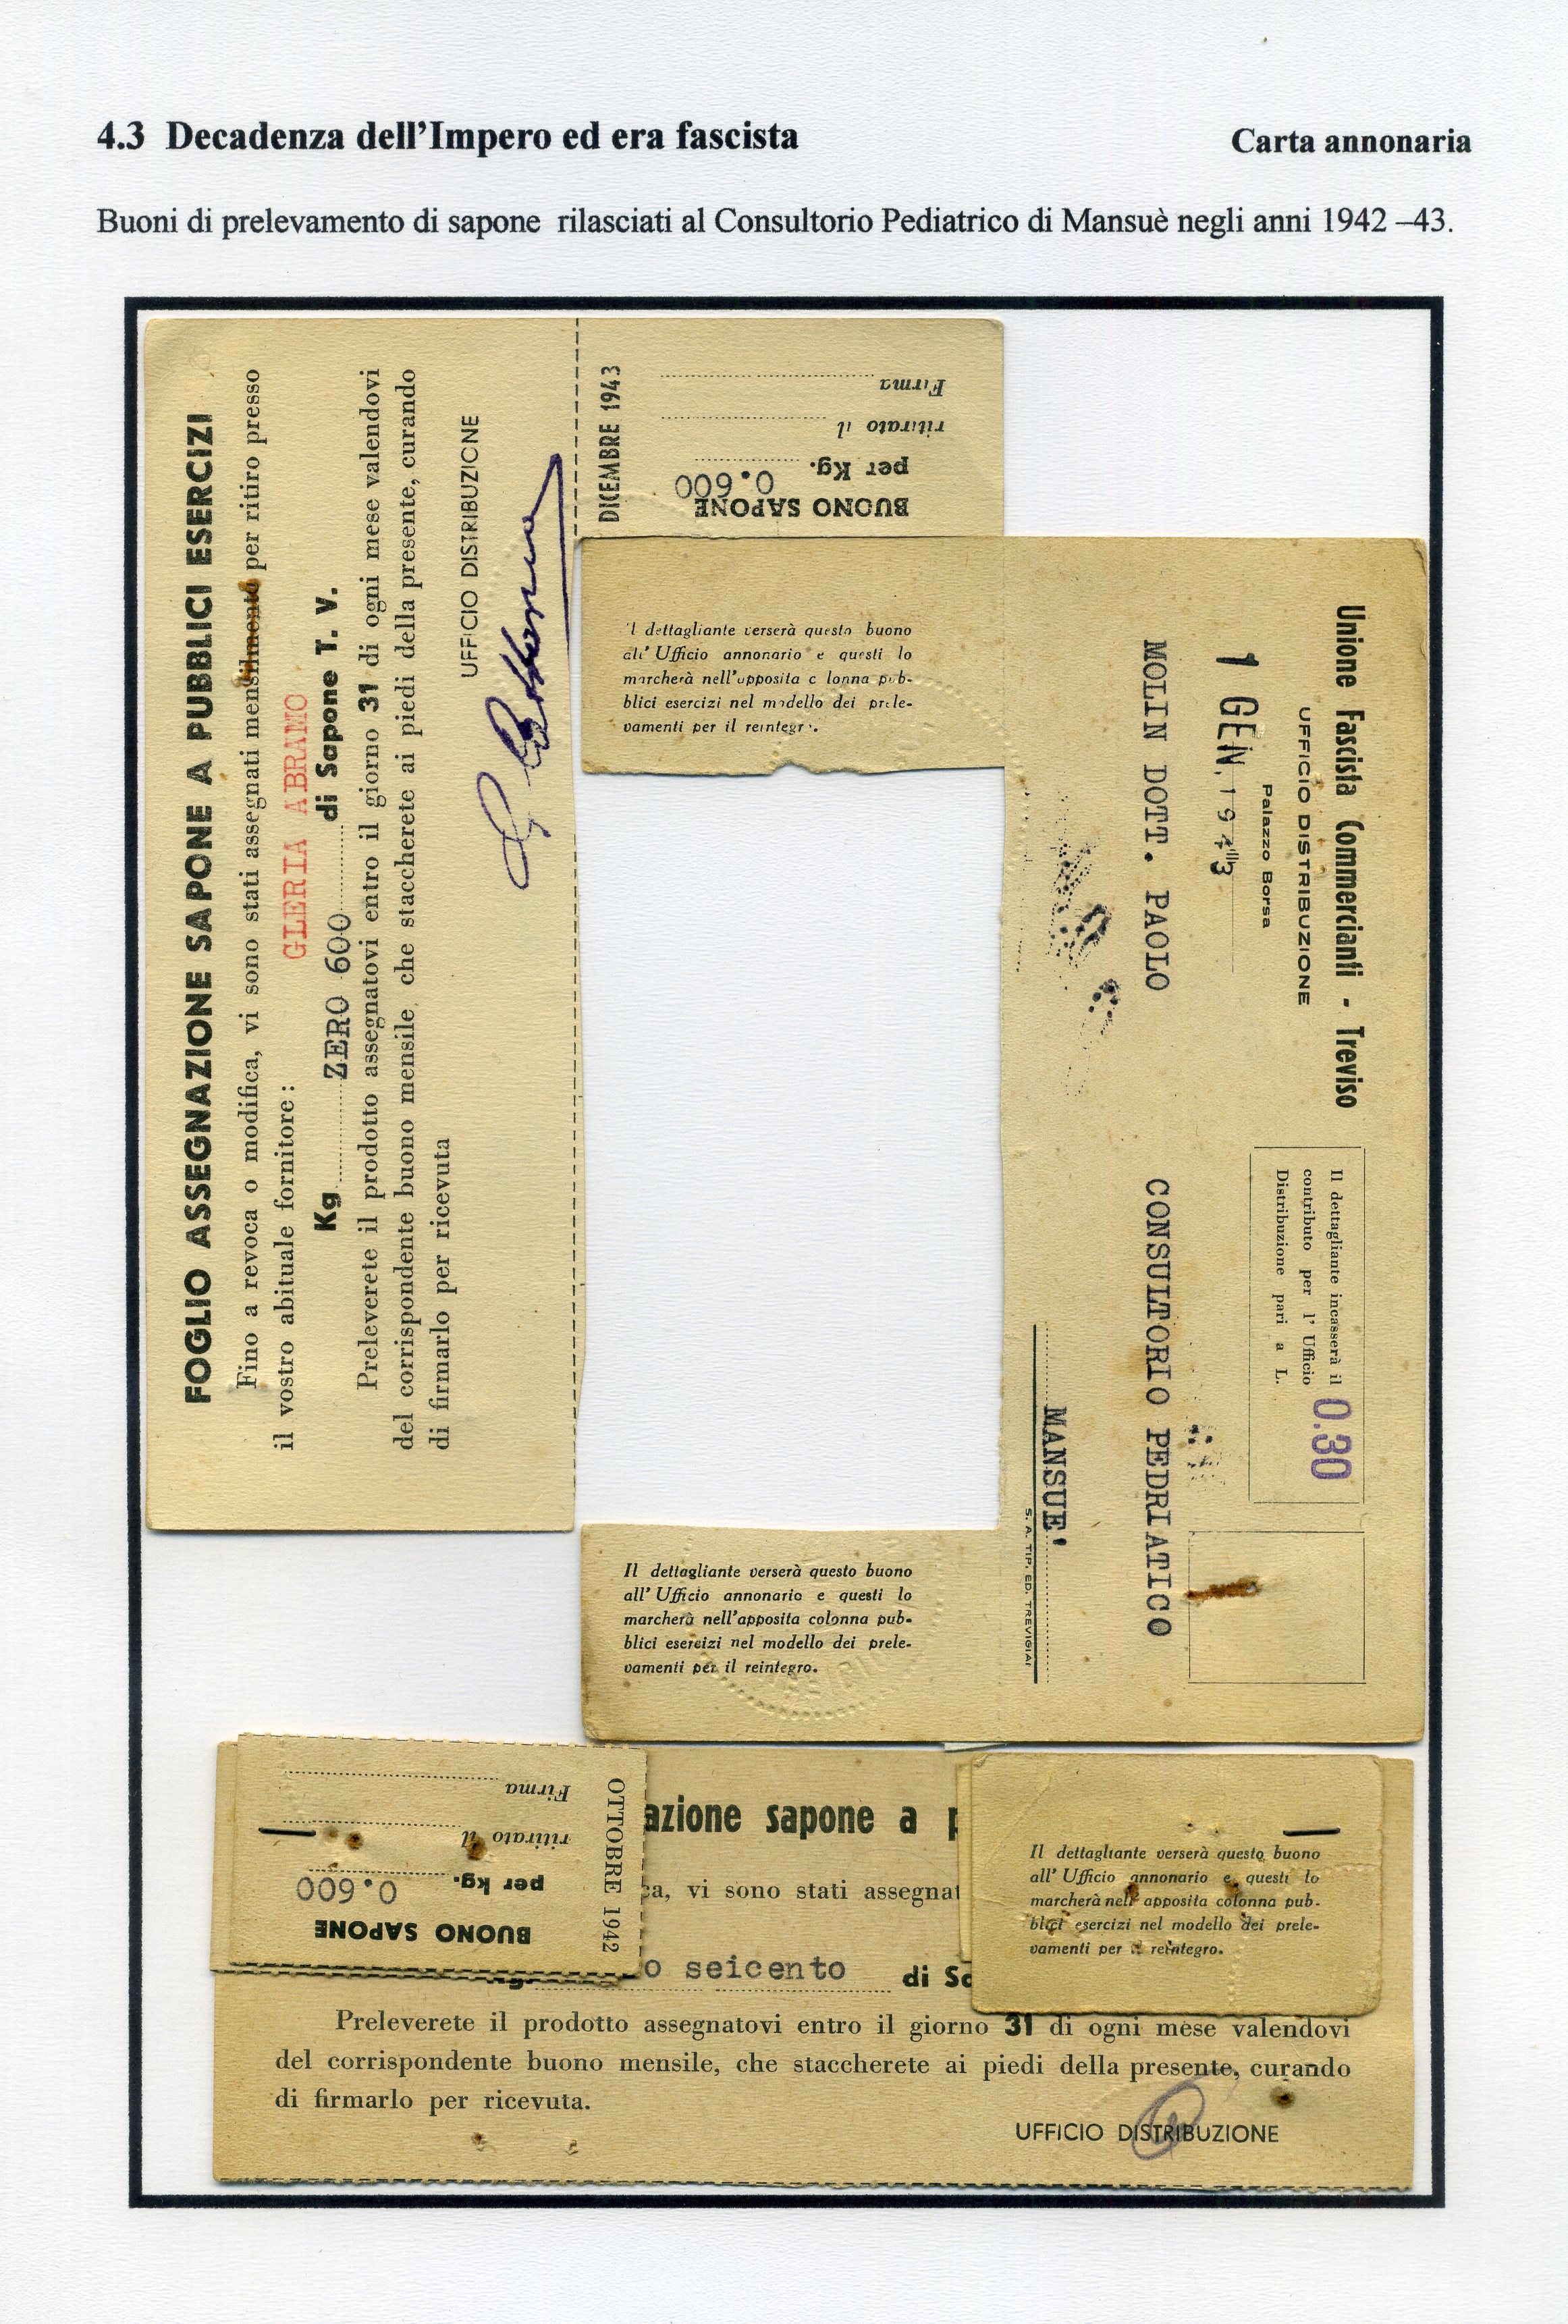 4.3 Decadenza dell'Impero ed era fascista
Carta annonaria
Buoni di prelevamento di sapone rilasciati al Consultorio Pediatrico di Mansuè negli anni 1942 –43.
FOGLIO ASSEGNAZIONE SAPONE A PUBBLICI ESERCIZI
Fino a revoca o modifica, vi sono stati assegnati mensilmente per ritiro presso
il vostro abituale fornitore :
GLERIA ABRAMO
Kg ZERO 600 di Sapone T. V.
Preleverete il prodotto assegnatovi entro il giorno 31 di ogni mese valendovi
del corrispondente buono mensile, che staccherete ai piedi della presente, curando
di firmarlo per ricevuta
UFFICIO DISTRIBUZIONE
DICEMBRE 1943
BUONO SAPONE
per Kg. 0.600
ritirato il
Firma
Il dettagliante verserà questo buono
all' Ufficio annonario e questi lo
marcherà nell'apposita colonna pub-
blici esercizi nel modello dei prele-
vamenti per il reintegro.
Unione Fascista Commercianti - Treviso
UFFICIO DISTRIBUZIONE
Palazzo Borsa
1 GEN. 1943
MOLIN DOTT. PAOLO
CONSULTORIO PEDRIATICO
MANSUE'
S. A. TIP. ED. TREVIGIAI
Il dettagliante incasserà il
contributo per l' Ufficio
Distribuzione pari a L.
0.30
Il dettagliante verserà questo buono
all' Ufficio annonario e questi lo
marcherà nell'apposita colonna pub-
blici esercizi nel modello dei prele-
vamenti per il reintegro.
OTTOBRE 1942
BUONO SAPONE
per kg. 0.600
ritirato il
Firma
azione sapone a p
ca, vi sono stati assegnat
o seicento di Sa
Preleverete il prodotto assegnatovi entro il giorno 31 di ogni mese valendovi
del corrispondente buono mensile, che staccherete ai piedi della presente, curando
di firmarlo per ricevuta.
UFFICIO DISTRIBUZIONE
Il dettagliante verserà questo buono
all' Ufficio annonario e questi lo
marcherà nell' apposita colonna pub-
blici esercizi nel modello dei prele-
vamenti per il reintegro.